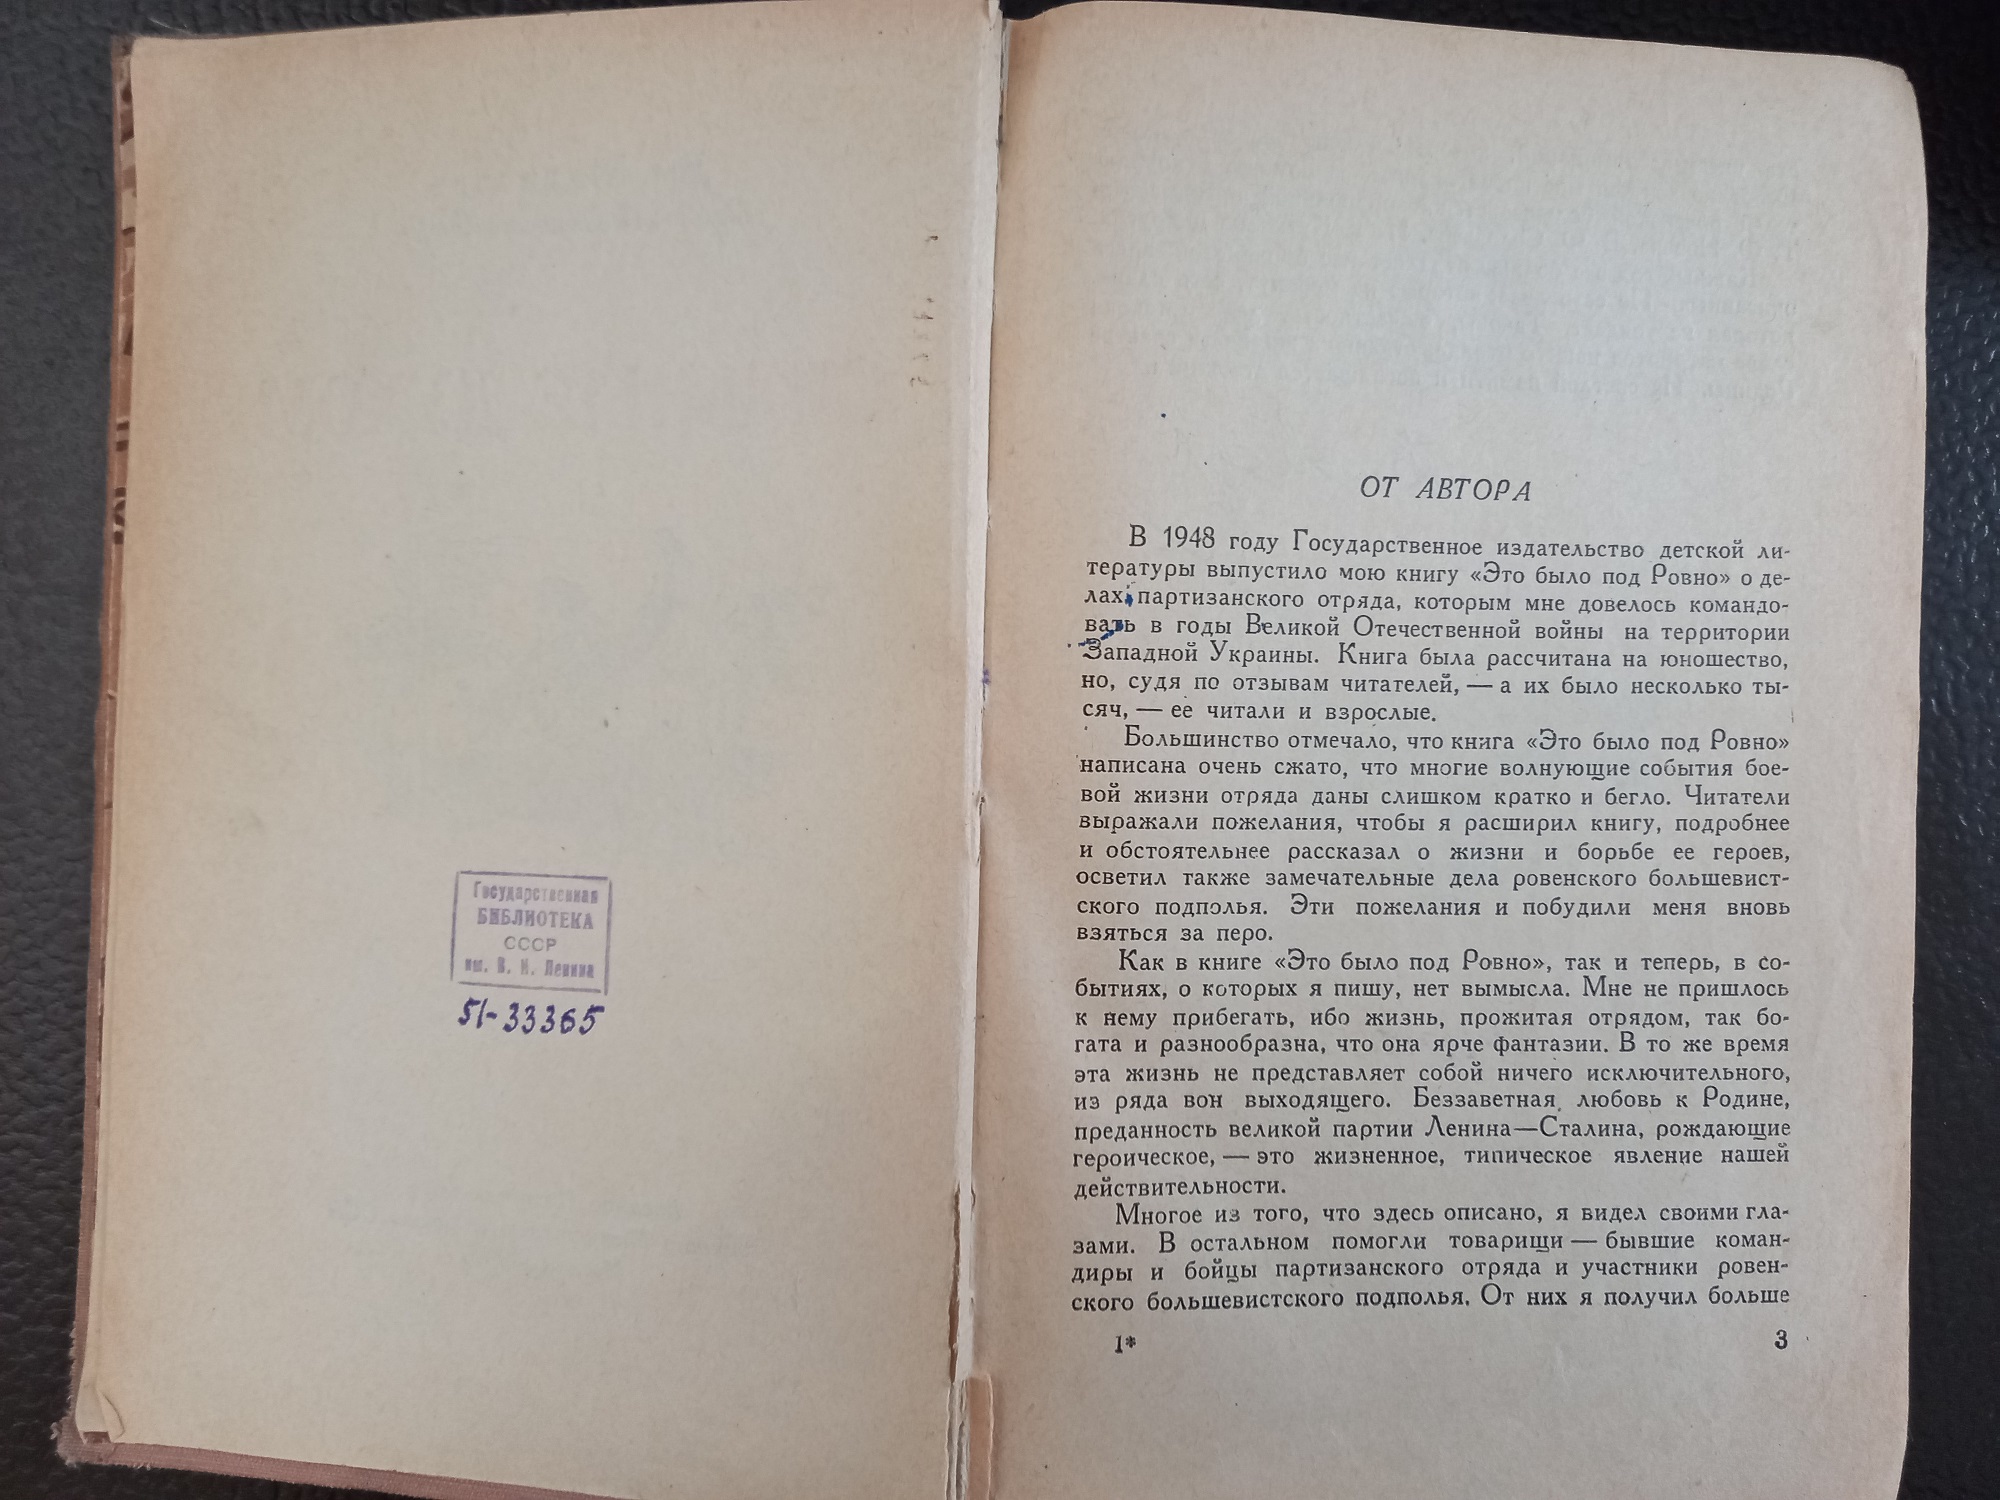 Государственная
БИБЛИОТЕКА
СССР
им. В. И. Ленина
51-33365
ОТ АВТОРА
В 1948 году Государственное издательство детской ли-
тературы выпустило мою книгу «Это было под Ровно» о де-
лах партизанского отряда, которым мне довелось командо-
вать в годы Великой Отечественной войны на территории
Западной Украины. Книга была рассчитана на юношество,
но, судя по отзывам читателей, — а их было несколько ты-
сяч, — ее читали и взрослые.
Большинство отмечало, что книга «Это было под Ровно»
написана очень сжато, что многие волнующие события бое-
вой жизни отряда даны слишком кратко и бегло. Читатели
выражали пожелания, чтобы я расширил книгу, подробнее
и обстоятельнее рассказал о жизни и борьбе ее героев,
осветил также замечательные дела ровенского большевист-
ского подполья. Эти пожелания и побудили меня вновь
взяться за перо.
Как в книге «Это было под Ровно», так и теперь, в со-
бытиях, о которых я пишу, нет вымысла. Мне не пришлось
к нему прибегать, ибо жизнь, прожитая отрядом, так бо-
гата и разнообразна, что она ярче фантазии. В то же время
эта жизнь не представляет собой ничего исключительного,
из ряда вон выходящего. Беззаветная любовь к Родине,
преданность великой партии Ленина—Сталина, рождающие
героическое, — это жизненное, типическое явление нашей
действительности.
Многое из того, что здесь описано, я видел своими гла-
зами. В остальном помогли товарищи — бывшие коман-
диры и бойцы партизанского отряда и участники ровен-
ского большевистского подполья. От них я получил больше
1*
3